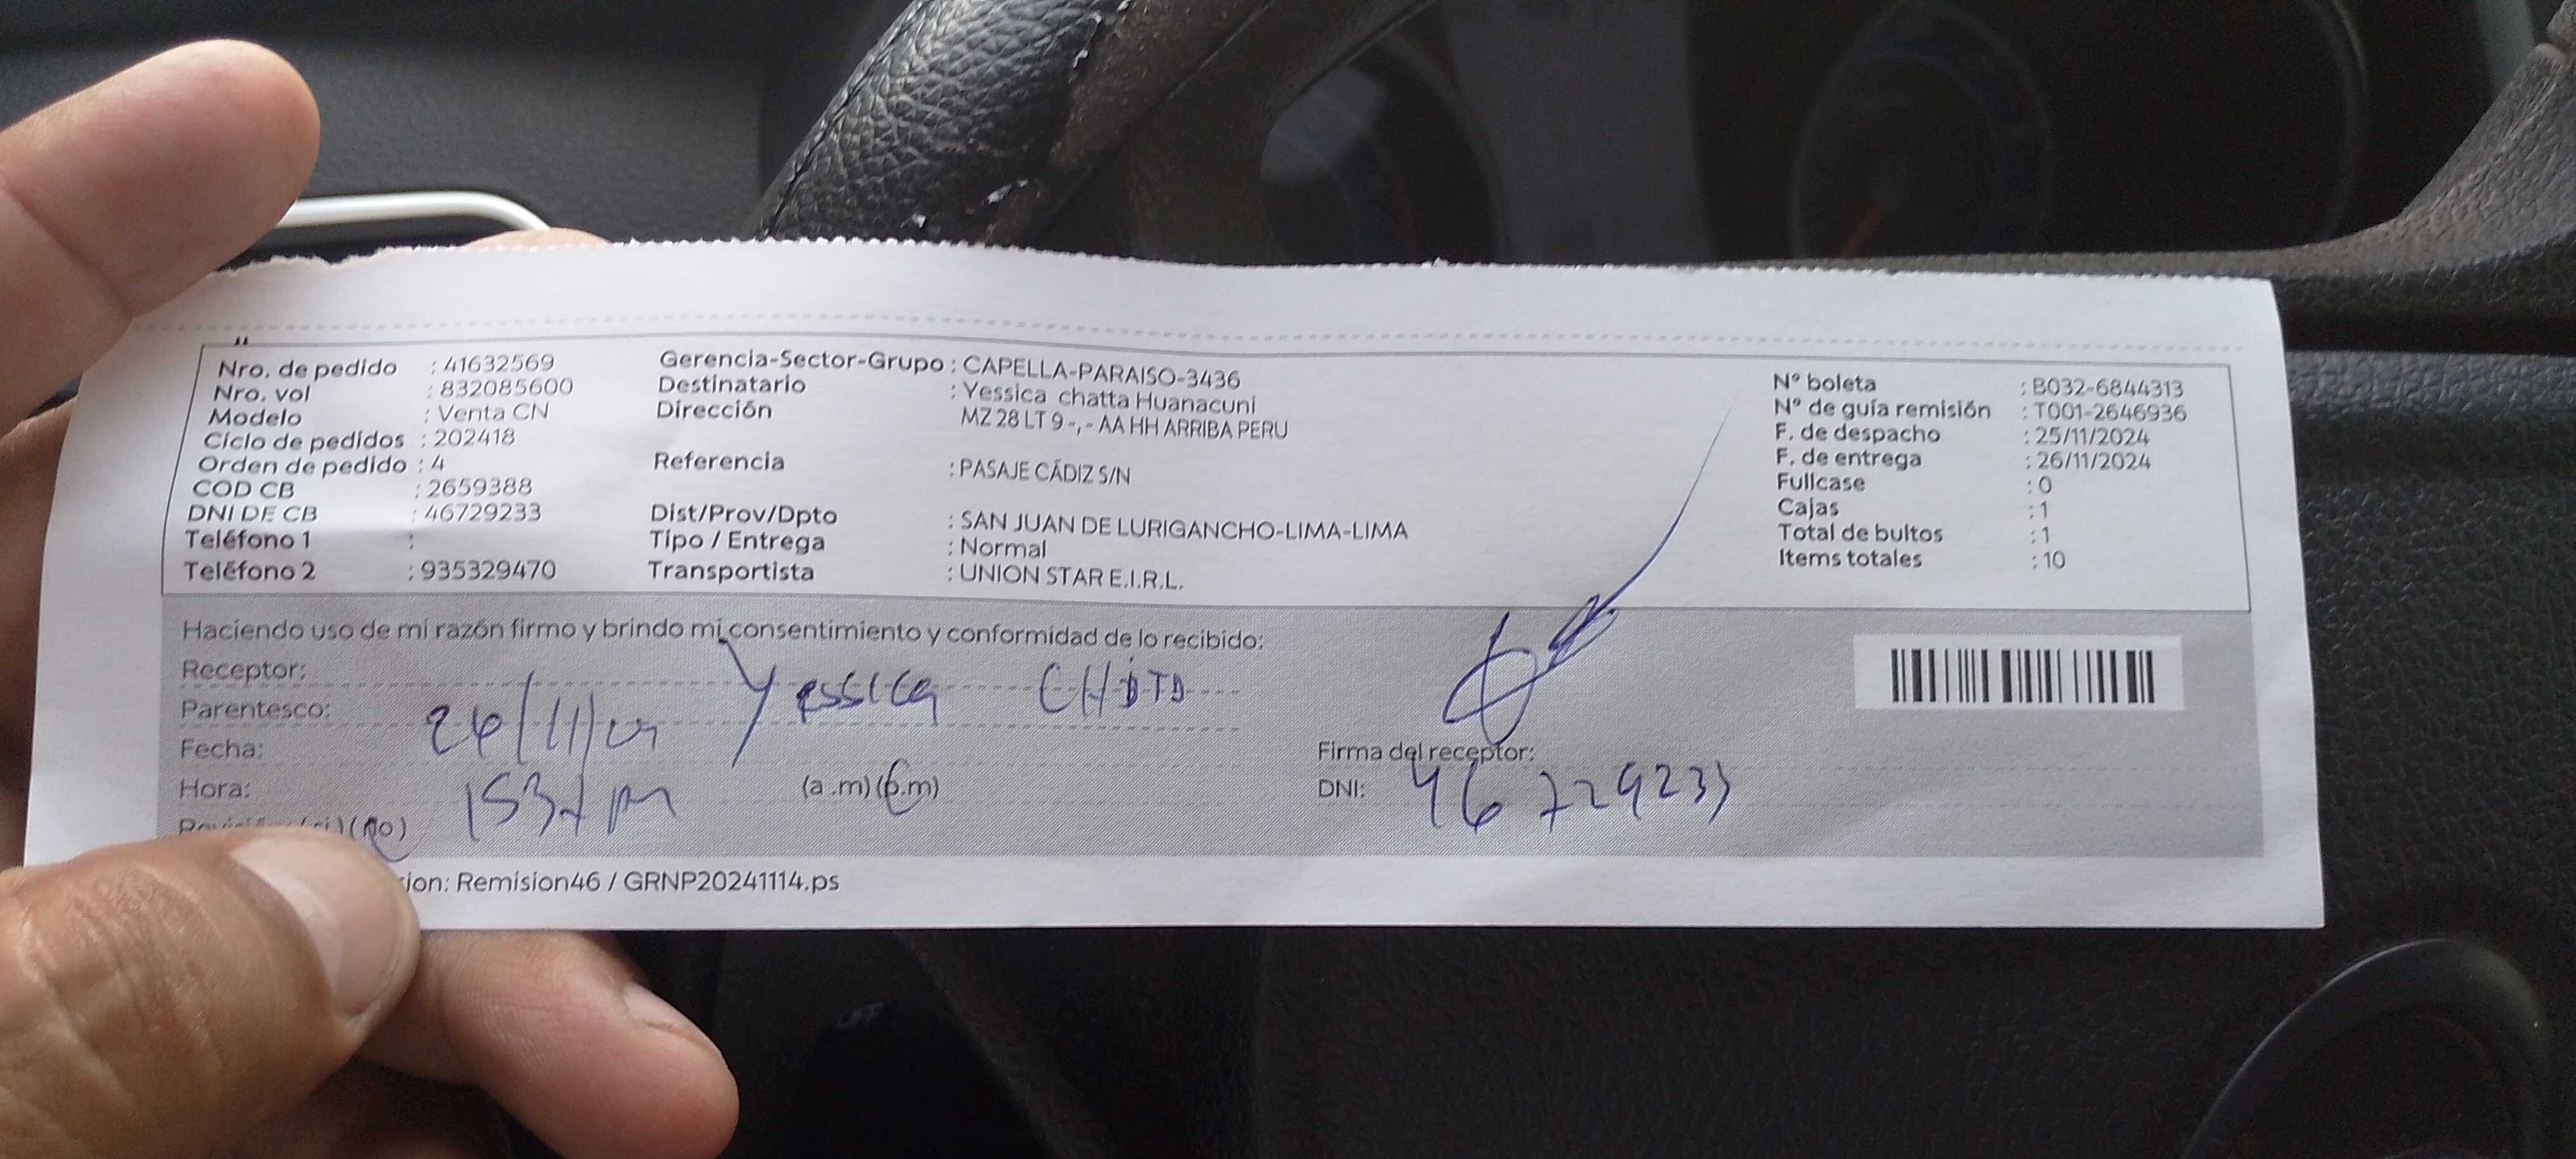 Nro. de pedido : 41632569
Nro. vol : 832085600
Modelo : Venta CN
Ciclo de pedidos : 202418
Orden de pedido : 4
COD CB : 2659388
DNI DE CB : 46729233
Teléfono 1 :
Teléfono 2 : 935329470
Gerencia-Sector-Grupo : CAPELLA-PARAISO-3436
Destinatario : Yessica chatta Huanacuni
Dirección MZ 28 LT 9 -, - AA HH ARRIBA PERU
Referencia : PASAJE CÁDIZ S/N
Dist/Prov/Dpto : SAN JUAN DE LURIGANCHO-LIMA-LIMA
Tipo / Entrega : Normal
Transportista : UNION STAR E.I.R.L.
N° boleta : B032-6844313
N° de guía remisión : T001-2646936
F. de despacho : 25/11/2024
F. de entrega : 26/11/2024
Fullcase : 0
Cajas : 1
Total de bultos : 1
Items totales : 10
Haciendo uso de mi razón firmo y brindo mi consentimiento y conformidad de lo recibido:
Receptor: Yessica
Parentesco:
Fecha:
Hora: (a.m) (p.m)
(no)
Firma del receptor:
DNI: 46729233
ion: Remision46 / GRNP20241114.ps